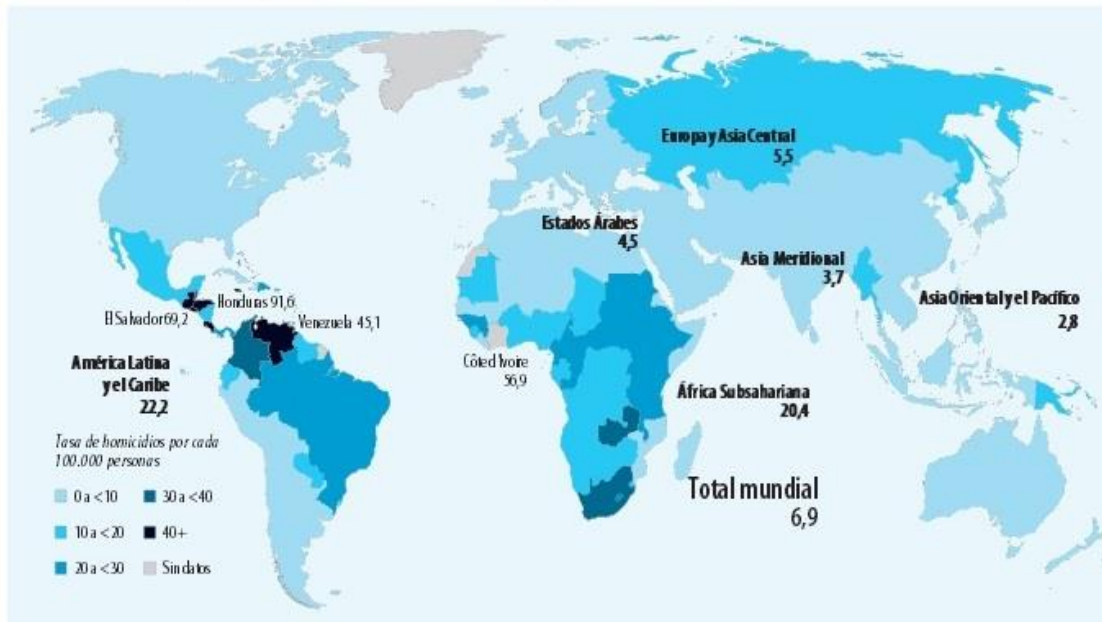 Europa y Asia Central
5,5
Estados Árabes
4,5
Asia Meridional
3,7
Asia Oriental y el Pacífico
2,8
Honduras 91,6
El Salvador 69,2
Venezuela 45,1
América Latina
y el Caribe
22,2
Côte d Ivoire
56,9
África Subsahariana
20,4
Total mundial
6,9
Tasa de homicidios por cada
100.000 personas
0 a <10
30 a <40
10 a <20
40+
20 a <30
Sin datos